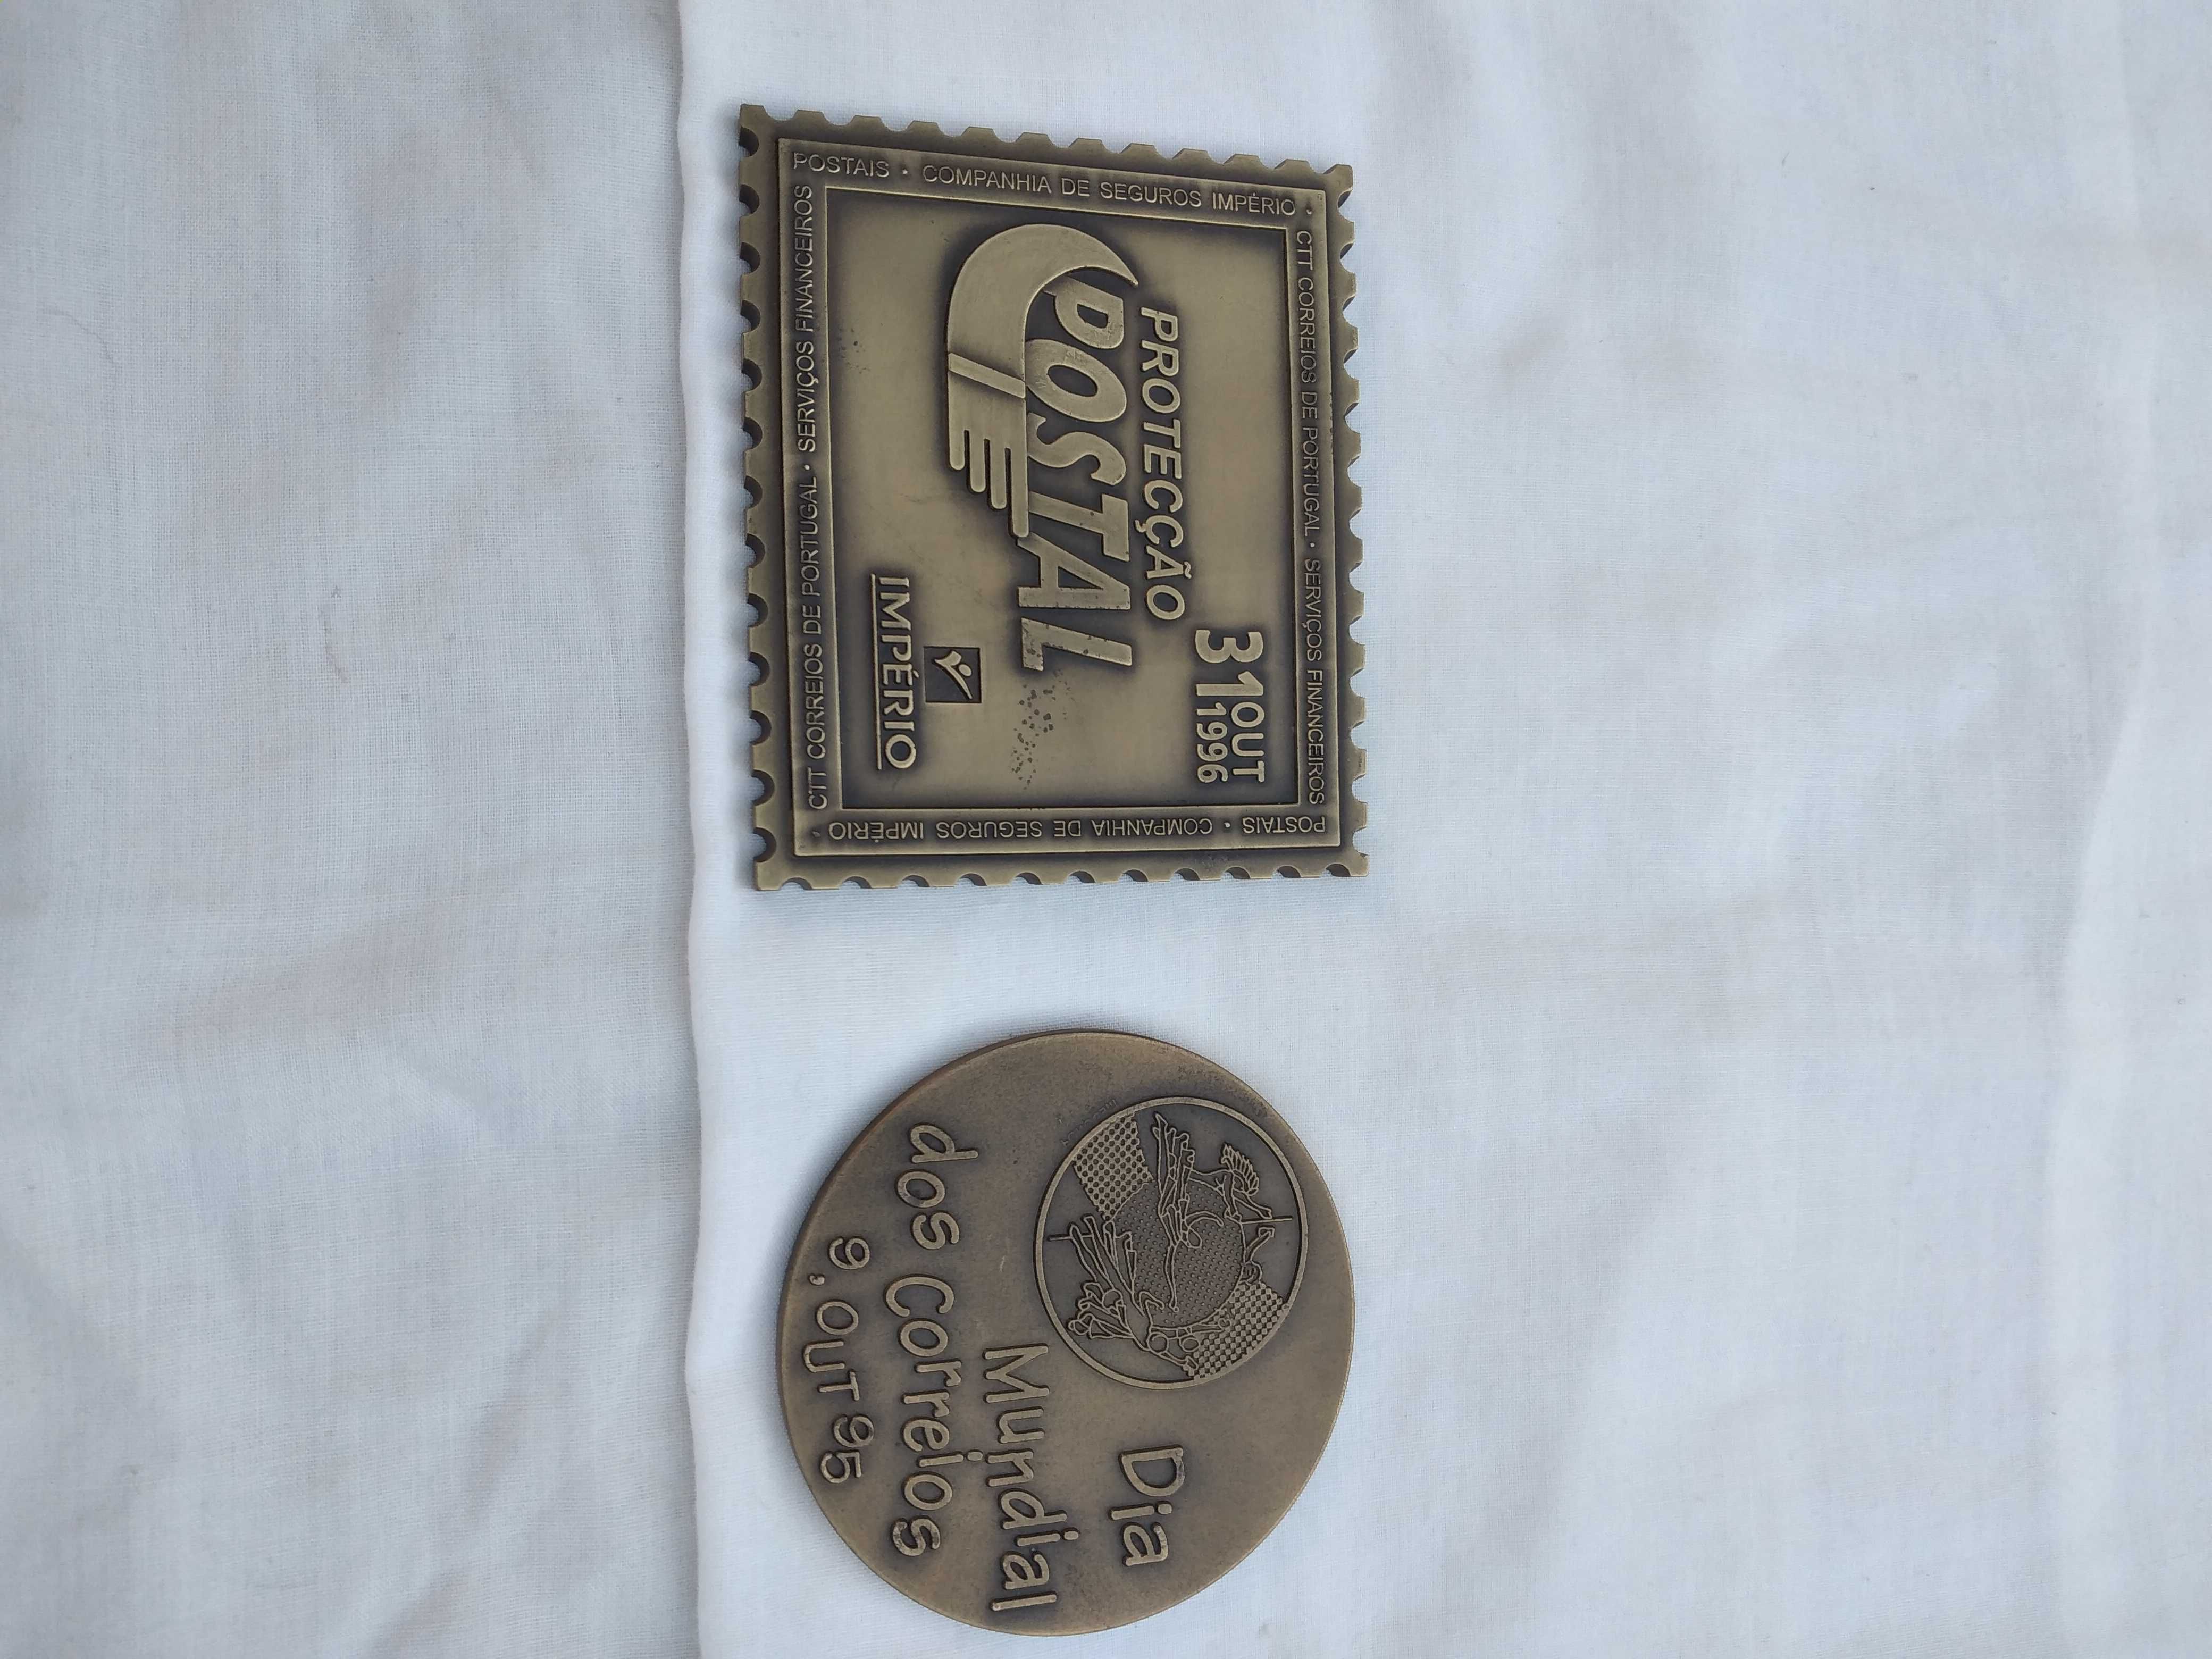 CTT CORREIOS DE PORTUGAL • SERVIÇOS FINANCEIROS
POSTAIS • COMPANHIA DE SEGUROS IMPÉRIO •
CTT CORREIOS DE PORTUGAL • SERVIÇOS FINANCEIROS
POSTAIS • COMPANHIA DE SEGUROS IMPÉRIO •
31 OUT
1996
PROTECÇÃO
POSTAL
IMPÉRIO
Dia
Mundial
dos Correios
9, OUT 95